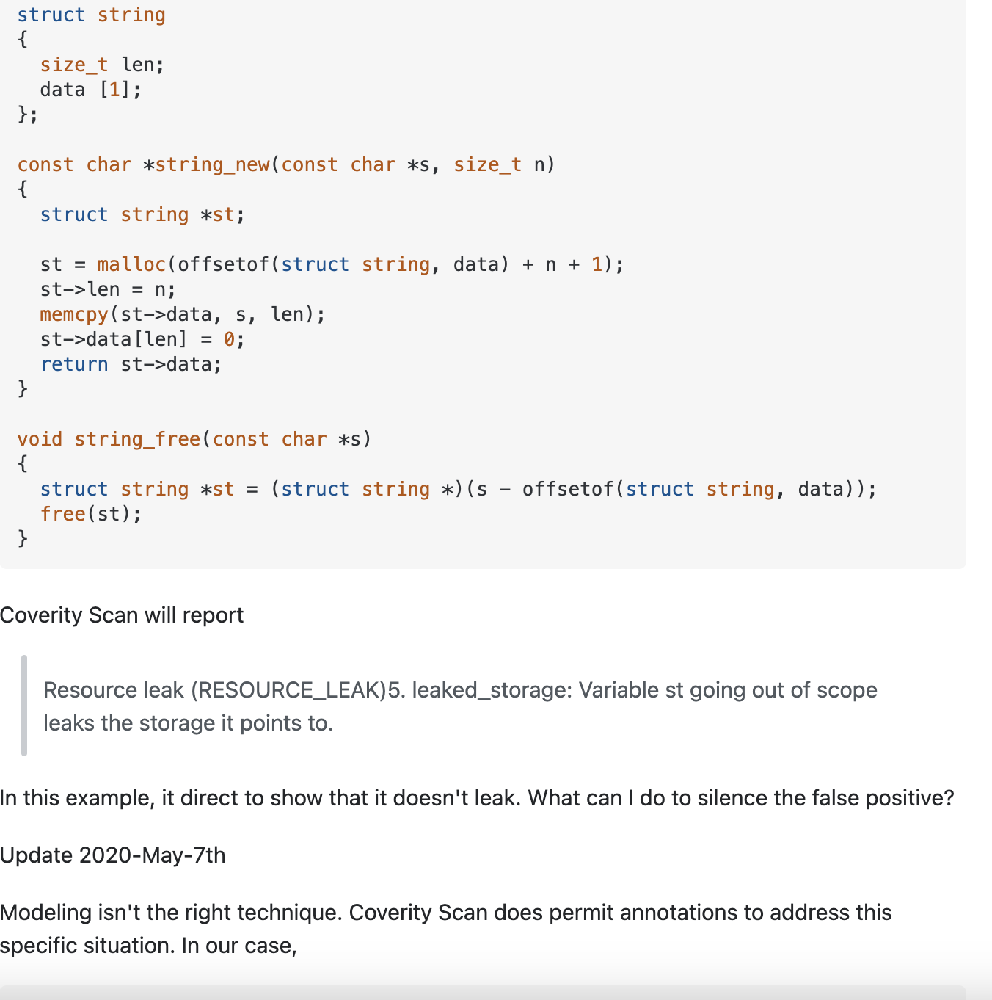 struct string
{
  size_t len;
  data [1];
};

const char *string_new(const char *s, size_t n)
{
  struct string *st;

  st = malloc(offsetof(struct string, data) + n + 1);
  st->len = n;
  memcpy(st->data, s, len);
  st->data[len] = 0;
  return st->data;
}

void string_free(const char *s)
{
  struct string *st = (struct string *)(s - offsetof(struct string, data));
  free(st);
}
Coverity Scan will report
Resource leak (RESOURCE_LEAK)5. leaked_storage: Variable st going out of scope
leaks the storage it points to.
In this example, it direct to show that it doesn't leak. What can I do to silence the false positive?
Update 2020-May-7th
Modeling isn't the right technique. Coverity Scan does permit annotations to address this
specific situation. In our case,